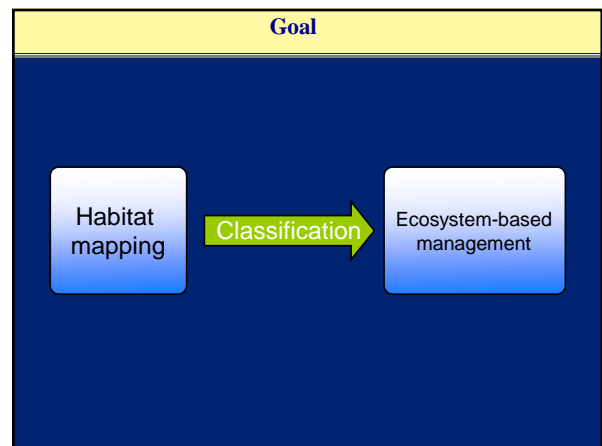 Goal
Habitat
mapping
Classification
Ecosystem-based
management